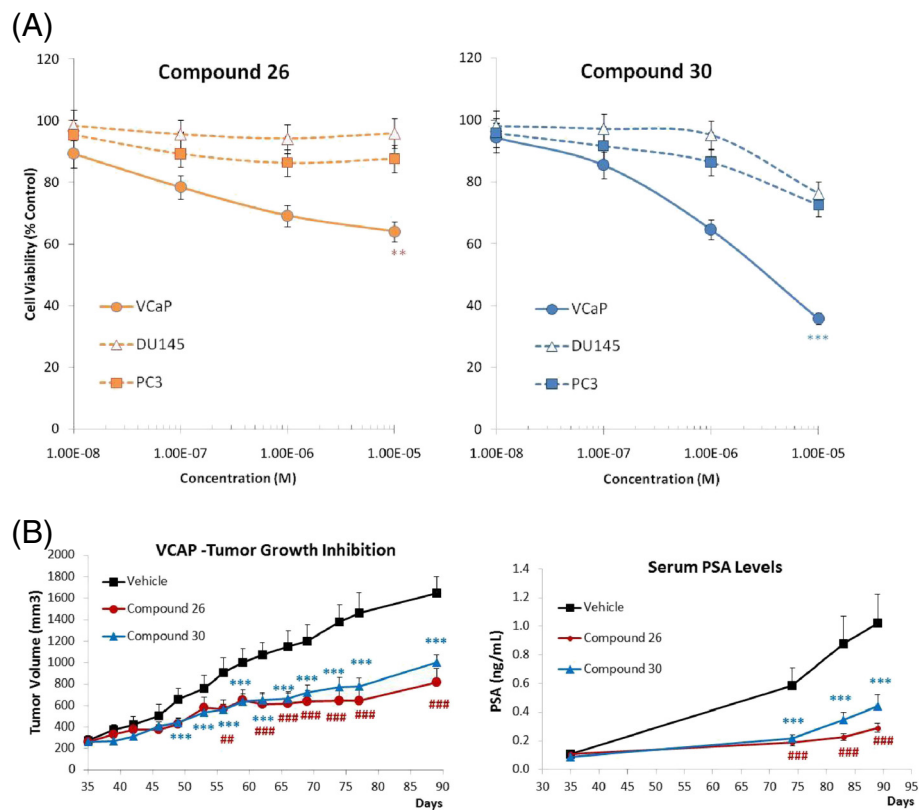 (A)
Compound 26
Compound 30
Cell Viability (% Control)
120
100
80
60
40
20
0
**
VCaP
DU145
PC3
1.00E-08 1.00E-07 1.00E-06 1.00E-05
Concentration (M)
120
100
80
60
40
20
0
***
VCaP
DU145
PC3
1.00E-08 1.00E-07 1.00E-06 1.00E-05
Concentration (M)
(B)
VCAP -Tumor Growth Inhibition
Tumor Volume (mm3)
2000
1800
1600
1400
1200
1000
800
600
400
200
0
Vehicle
Compound 26
Compound 30
*** *** *** *** *** *** *** *** *** ***
## ### ### ### ### ### ###
35 40 45 50 55 60 65 70 75 80 85 90
Days
Serum PSA Levels
PSA (ng/mL)
1.4
1.2
1.0
0.8
0.6
0.4
0.2
0.0
Vehicle
Compound 26
Compound 30
*** *** ***
### ### ###
30 35 40 45 50 55 60 65 70 75 80 85 90 95
Days